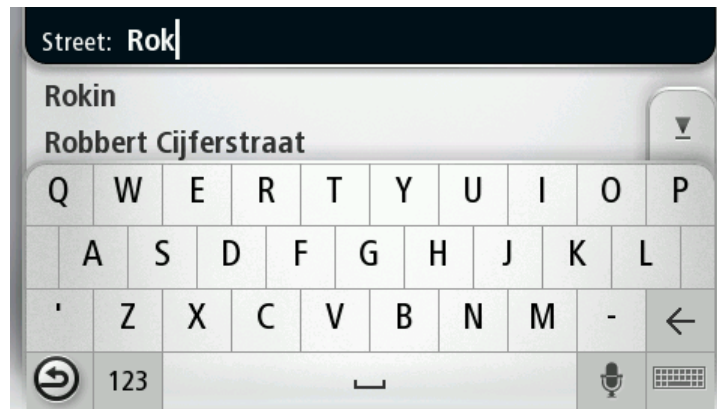 Street: Rok
Rokin
Robbert Cijferstraat
Q W E R T Y U I O P
A S D F G H J K L
' Z X C V B N M -
123